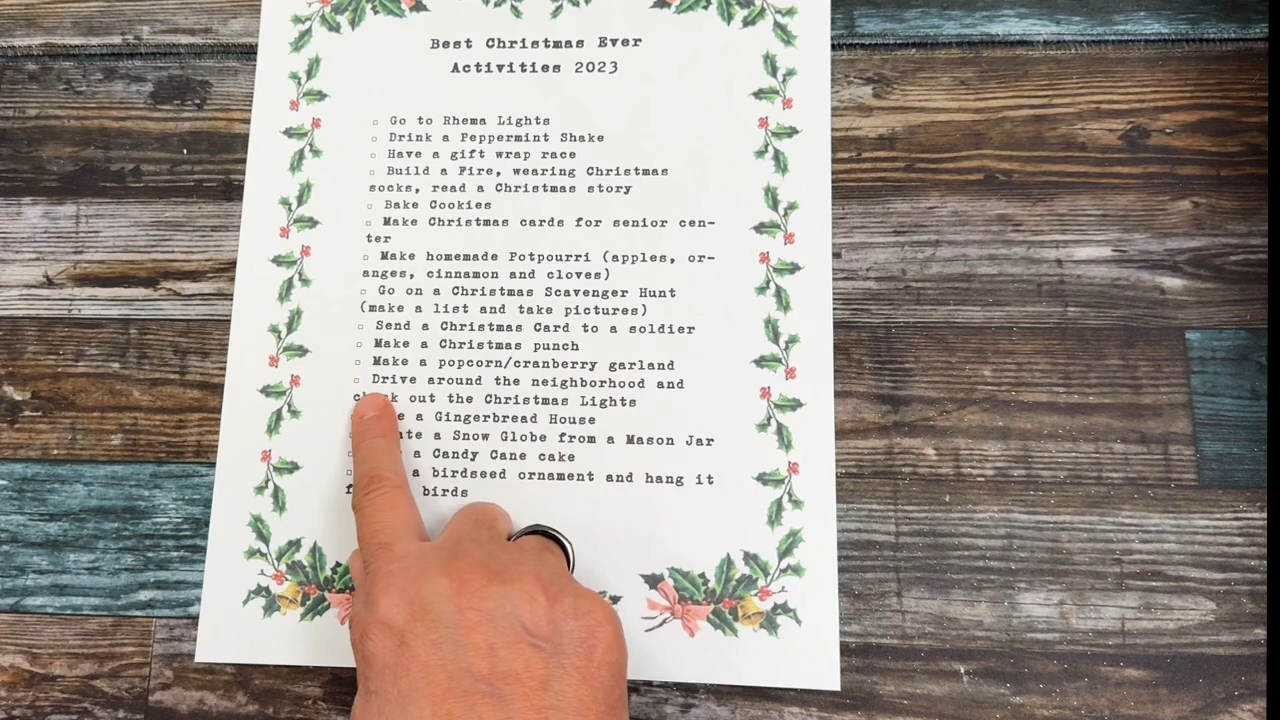 Best Christmas Ever
Activities 2023
Go to Rhema Lights
Drink a Peppermint Shake
Have a gift wrap race
Build a Fire, wearing Christmas
socks, read a Christmas story
Bake Cookies
Make Christmas cards for senior cen-
ter
Make homemade Potpourri (apples, or-
anges, cinnamon and cloves)
Go on a Christmas Scavenger Hunt
(make a list and take pictures)
Send a Christmas Card to a soldier
Make a Christmas punch
Make a popcorn/cranberry garland
Drive around the neighborhood and
check out the Christmas Lights
a Gingerbread House
a Snow Globe from a Mason Jar
a Candy Cane cake
a birdseed ornament and hang it
birds